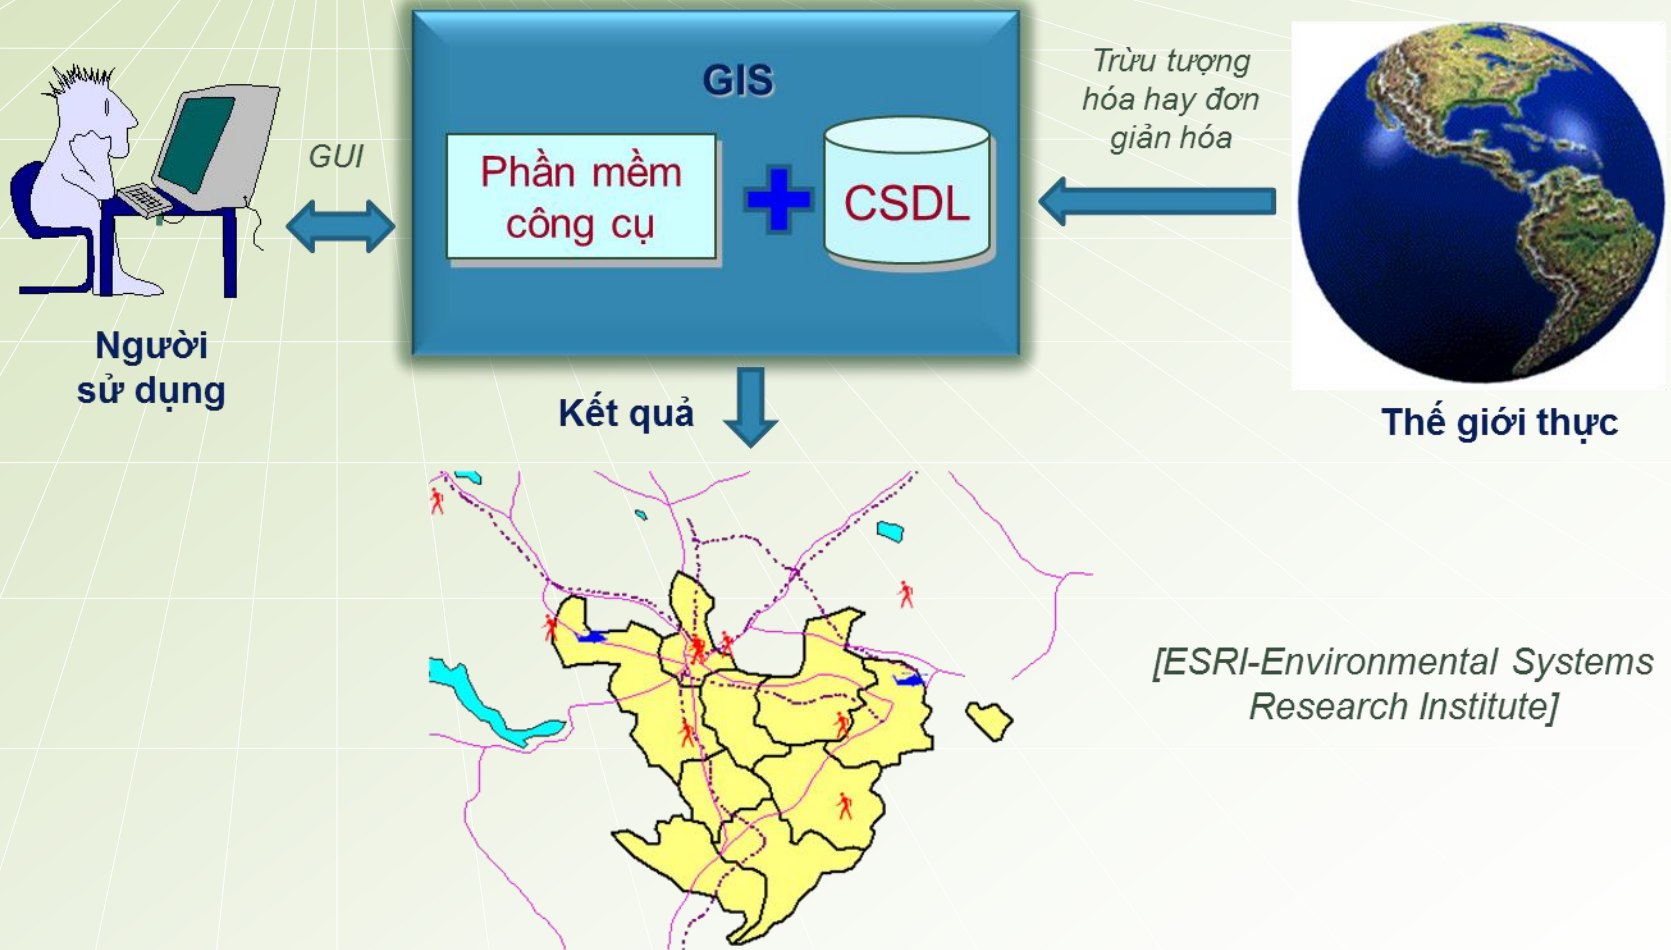 GIS
Trừu tượng
hóa hay đơn
giản hóa
GUI
Phần mềm
công cụ
CSDL
Người
sử dụng
Kết quả
Thế giới thực
[ESRI-Environmental Systems
Research Institute]